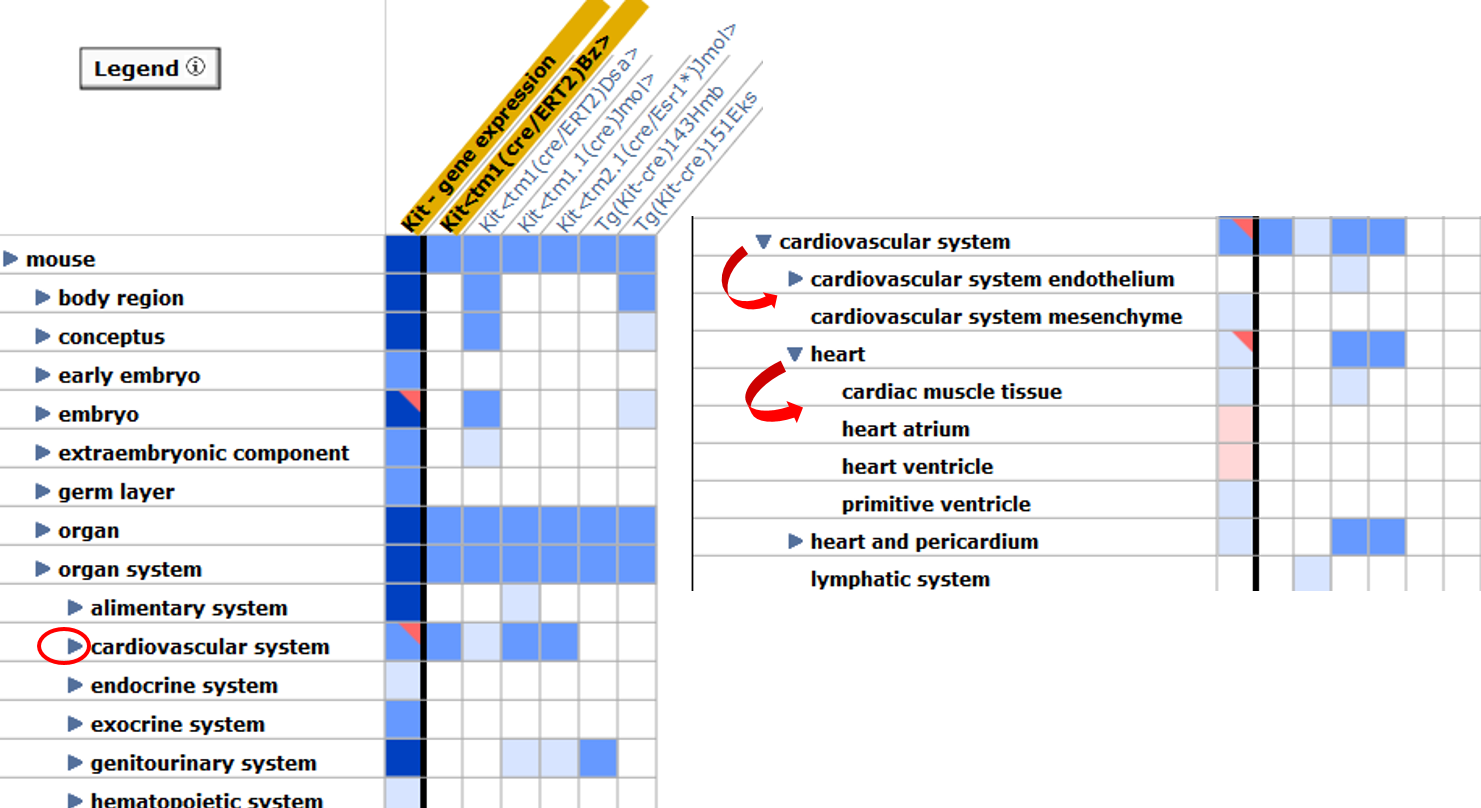 Legend ⓘ
Kit - gene expression
Kit<tm1(cre/ERT2)Bz>
Kit<tm1(cre/ERT2)Dsa>
Kit<tm1.1(cre)Jmol>
Kit<tm2.1(cre/Esr1*)Jmol>
Tg(Kit-cre)143Hmb
Tg(Kit-cre)151Eks
mouse
body region
conceptus
early embryo
embryo
extraembryonic component
germ layer
organ
organ system
alimentary system
cardiovascular system
endocrine system
exocrine system
genitourinary system
hematopoietic system
cardiovascular system
cardiovascular system endothelium
cardiovascular system mesenchyme
heart
cardiac muscle tissue
heart atrium
heart ventricle
primitive ventricle
heart and pericardium
lymphatic system